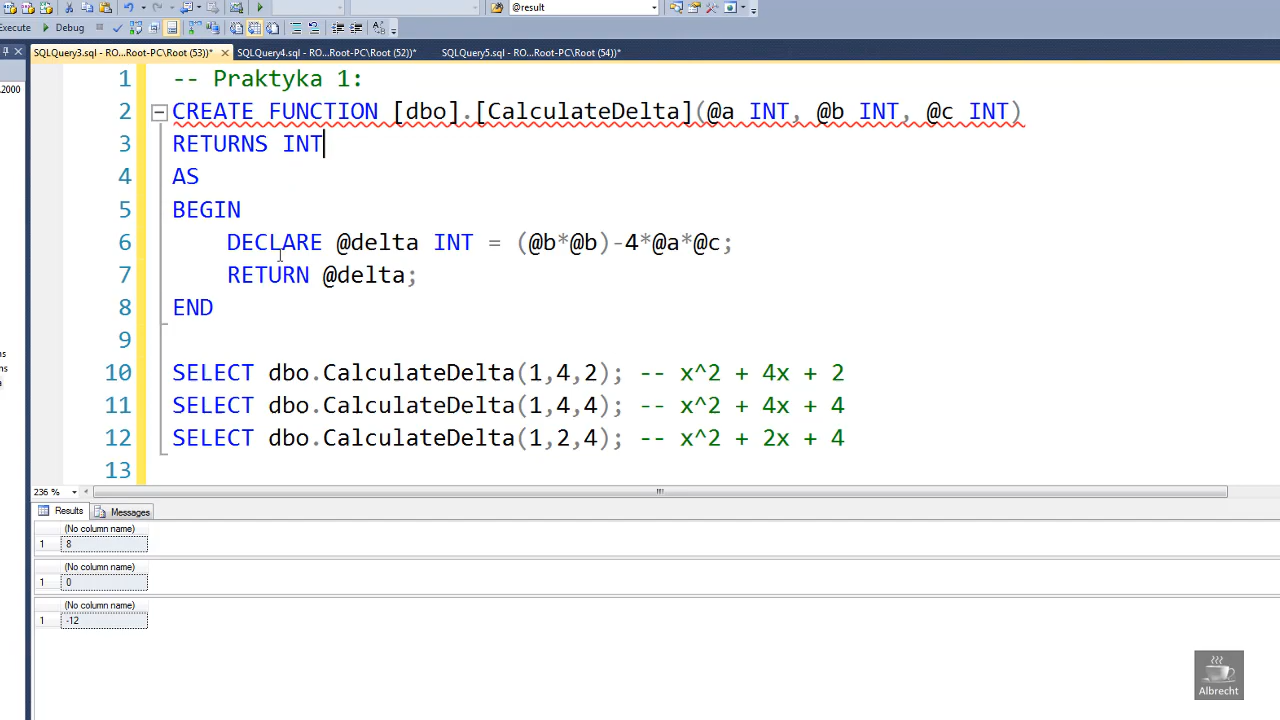 @result
Execute Debug
SQLQuery3.sql - RO...Root-PC\Root (53))* SQLQuery4.sql - RO...Root-PC\Root (52))* SQLQuery5.sql - RO...Root-PC\Root (54))*
.2000
1 -- Praktyka 1:
2 CREATE FUNCTION [dbo].[CalculateDelta](@a INT, @b INT, @c INT)
3 RETURNS INT
4 AS
5 BEGIN
6 DECLARE @delta INT = (@b*@b)-4*@a*@c;
7 RETURN @delta;
8 END
9
10 SELECT dbo.CalculateDelta(1,4,2); -- x^2 + 4x + 2
11 SELECT dbo.CalculateDelta(1,4,4); -- x^2 + 4x + 4
12 SELECT dbo.CalculateDelta(1,2,4); -- x^2 + 2x + 4
13
236 %
Results Messages
(No column name)
1 8
(No column name)
1 0
(No column name)
1 -12
Albrecht